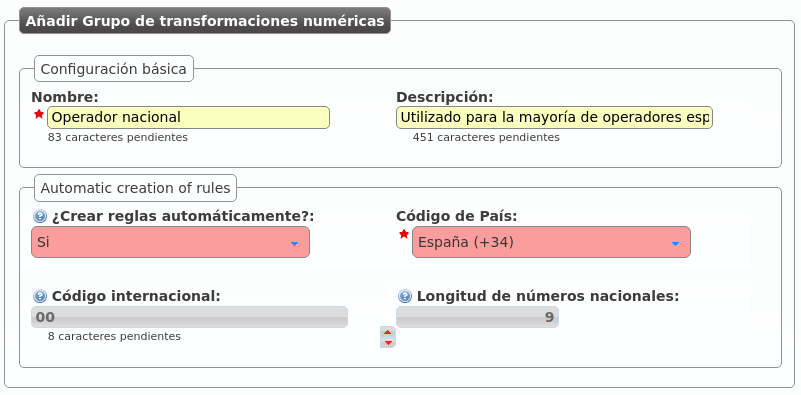 Añadir Grupo de transformaciones numéricas
Configuración básica
Nombre: Descripción:
Operador nacional Utilizado para la mayoría de operadores esp
83 caracteres pendientes 451 caracteres pendientes
Automatic creation of rules
¿Crear reglas automáticamente?: Código de País:
Si España (+34)
Código internacional: Longitud de números nacionales:
00 9
8 caracteres pendientes